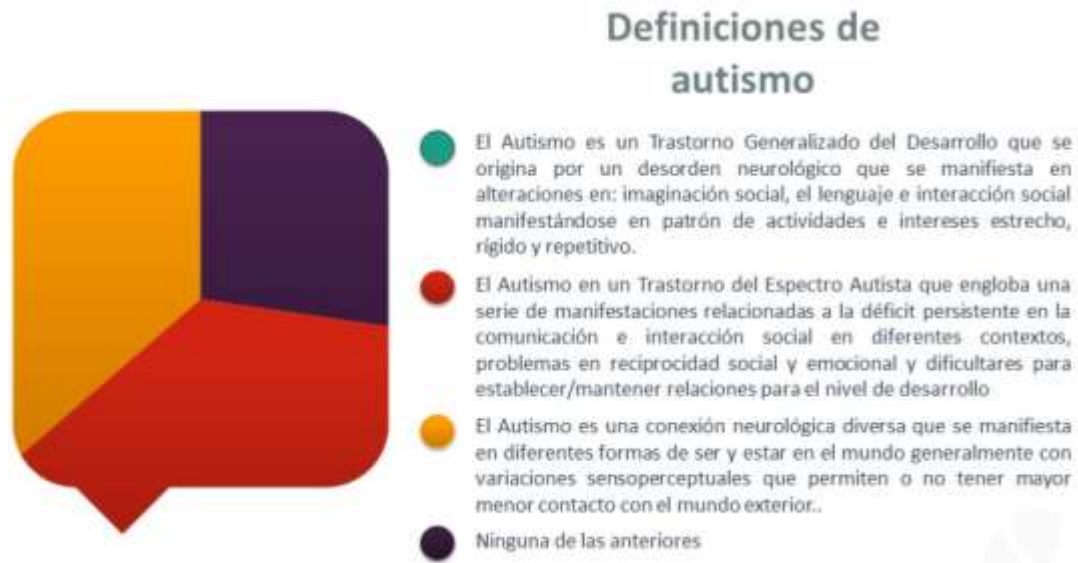 Definiciones de
autismo
El Autismo es un Trastorno Generalizado del Desarrollo que se
origina por un desorden neurológico que se manifiesta en
alteraciones en: imaginación social, el lenguaje e interacción social
manifestándose en patrón de actividades e intereses estrecho,
rígido y repetitivo.
El Autismo en un Trastorno del Espectro Autista que engloba una
serie de manifestaciones relacionadas a la déficit persistente en la
comunicación e interacción social en diferentes contextos,
problemas en reciprocidad social y emocional y dificultares para
establecer/mantener relaciones para el nivel de desarrollo
El Autismo es una conexión neurológica diversa que se manifiesta
en diferentes formas de ser y estar en el mundo generalmente con
variaciones sensoperceptuales que permiten o no tener mayor
menor contacto con el mundo exterior..
Ninguna de las anteriores